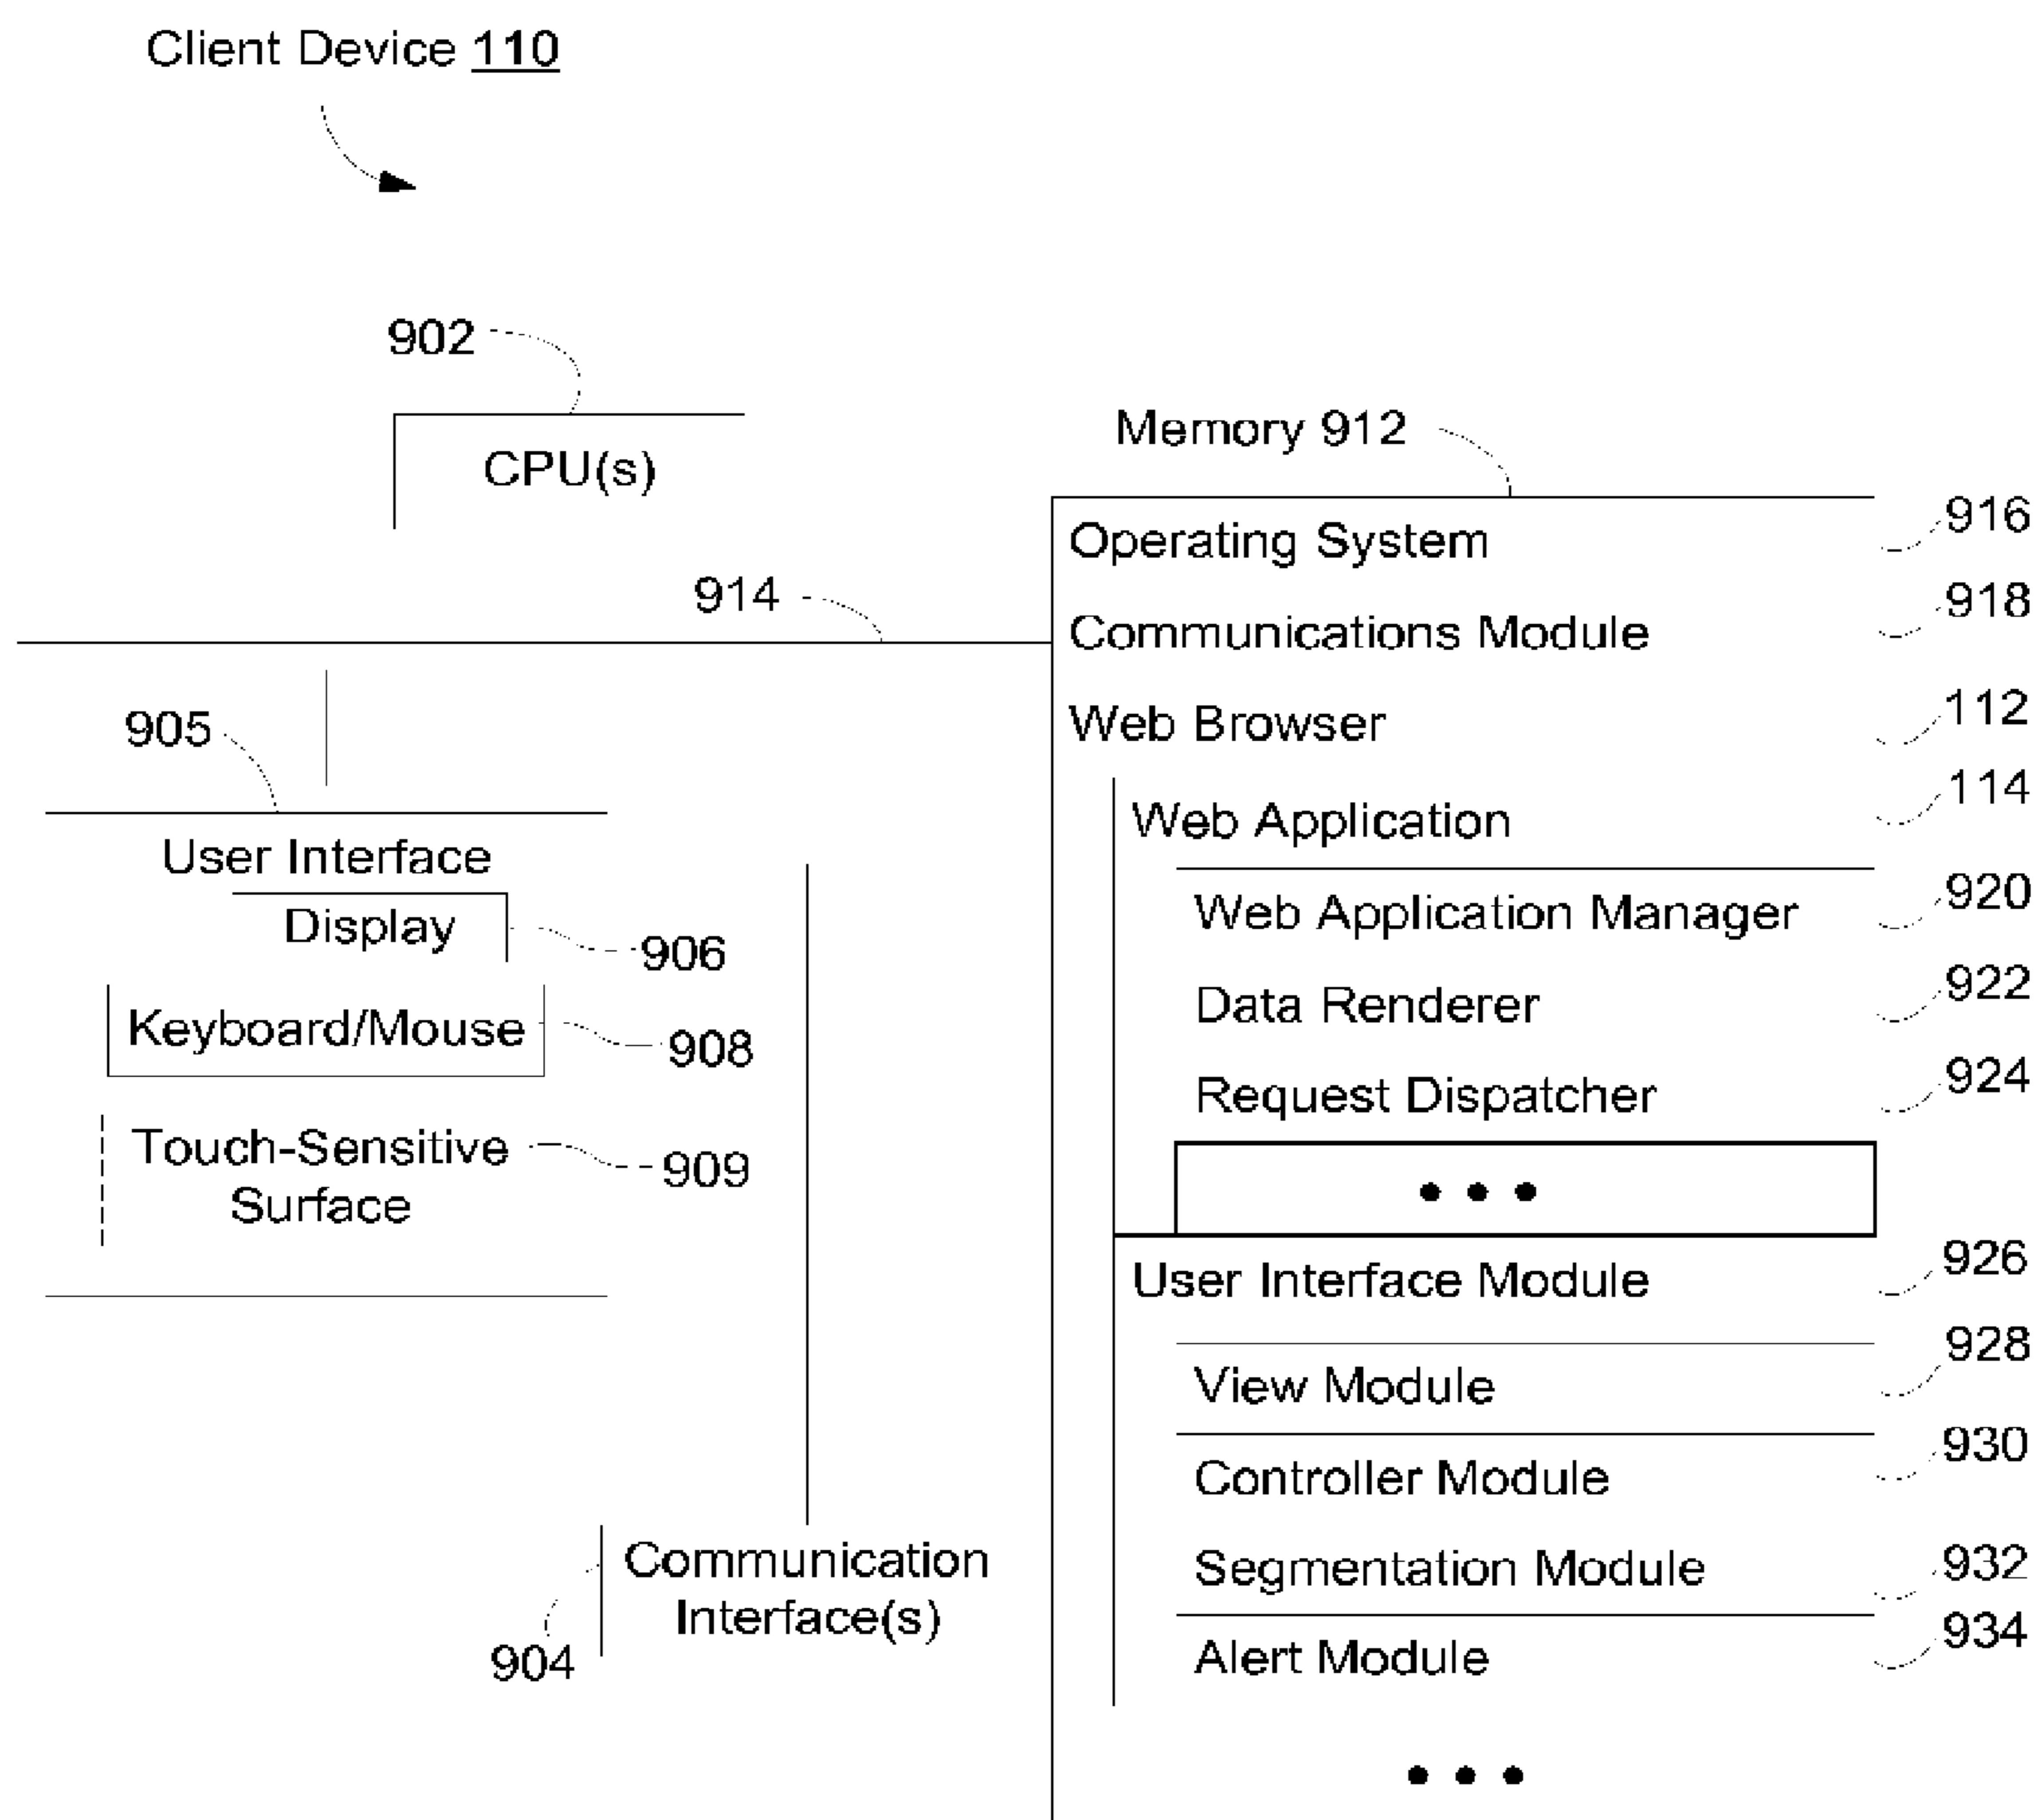 Client Device 110
902
CPU(s)
914
905
User Interface
Display
906
Keyboard/Mouse
908
Touch-Sensitive
Surface
909
Communication
Interface(s)
904
Memory 912
Operating System
916
Communications Module
918
Web Browser
112
Web Application
114
Web Application Manager
920
Data Renderer
922
Request Dispatcher
924
• • •
User Interface Module
926
View Module
928
Controller Module
930
Segmentation Module
932
Alert Module
934
• • •